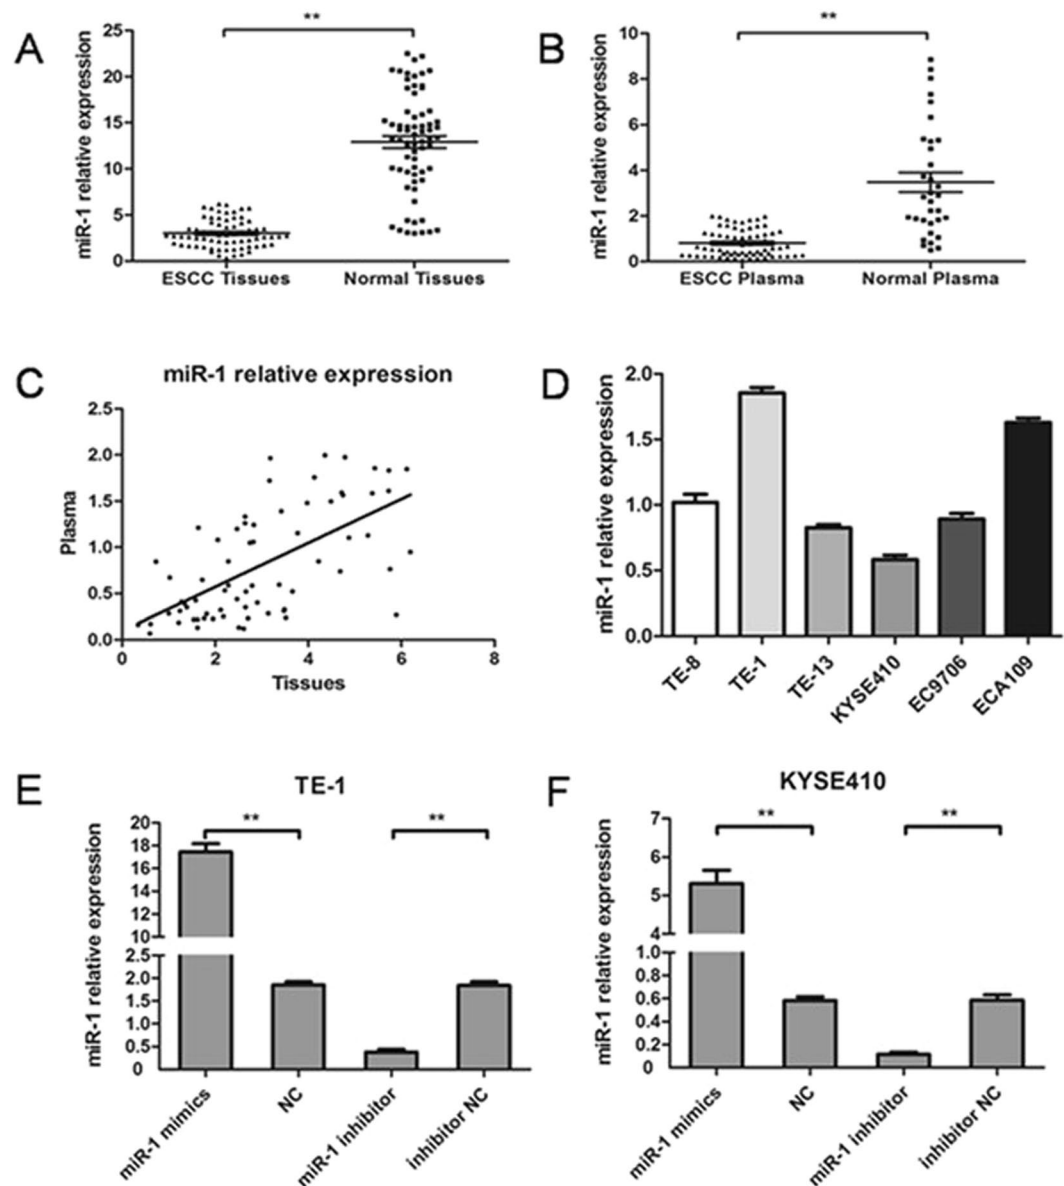 A
**
miR-1 relative expression
25
20
15
10
5
0
ESCC Tissues
Normal Tissues
B
**
miR-1 relative expression
10
8
6
4
2
0
ESCC Plasma
Normal Plasma
C
miR-1 relative expression
Plasma
2.5
2.0
1.5
1.0
0.5
0.0
0 2 4 6 8
Tissues
D
miR-1 relative expression
2.0
1.5
1.0
0.5
0.0
TE-8
TE-1
TE-13
KYSE410
EC9706
ECA109
E
TE-1
** **
miR-1 relative expression
20
18
16
14
12
10
2.5
2.0
1.5
1.0
0.5
0
miR-1 mimics
NC
miR-1 inhibitor
inhibitor NC
F
KYSE410
** **
miR-1 relative expression
7
6
5
4
1.0
0.8
0.6
0.4
0.2
0
miR-1 mimics
NC
miR-1 inhibitor
inhibitor NC